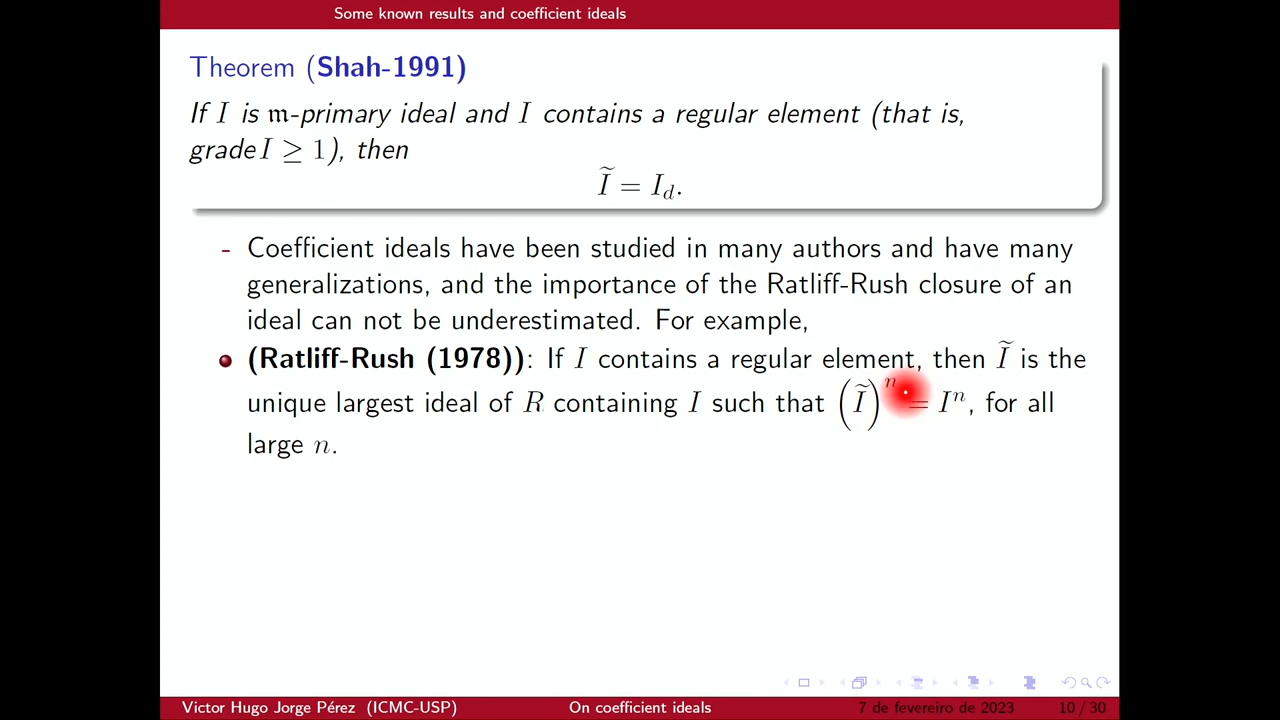 Some known results and coefficient ideals
Theorem (Shah-1991)
If I is 𝔪-primary ideal and I contains a regular element (that is,
grade I ≥ 1), then
Ĩ = I_d.
- Coefficient ideals have been studied in many authors and have many
generalizations, and the importance of the Ratliff-Rush closure of an
ideal can not be underestimated. For example,
(Ratliff-Rush (1978)): If I contains a regular element, then Ĩ is the
unique largest ideal of R containing I such that (Ĩ)^n = I^n, for all
large n.
Victor Hugo Jorge Pérez (ICMC-USP) On coefficient ideals 7 de fevereiro de 2023 10 / 30